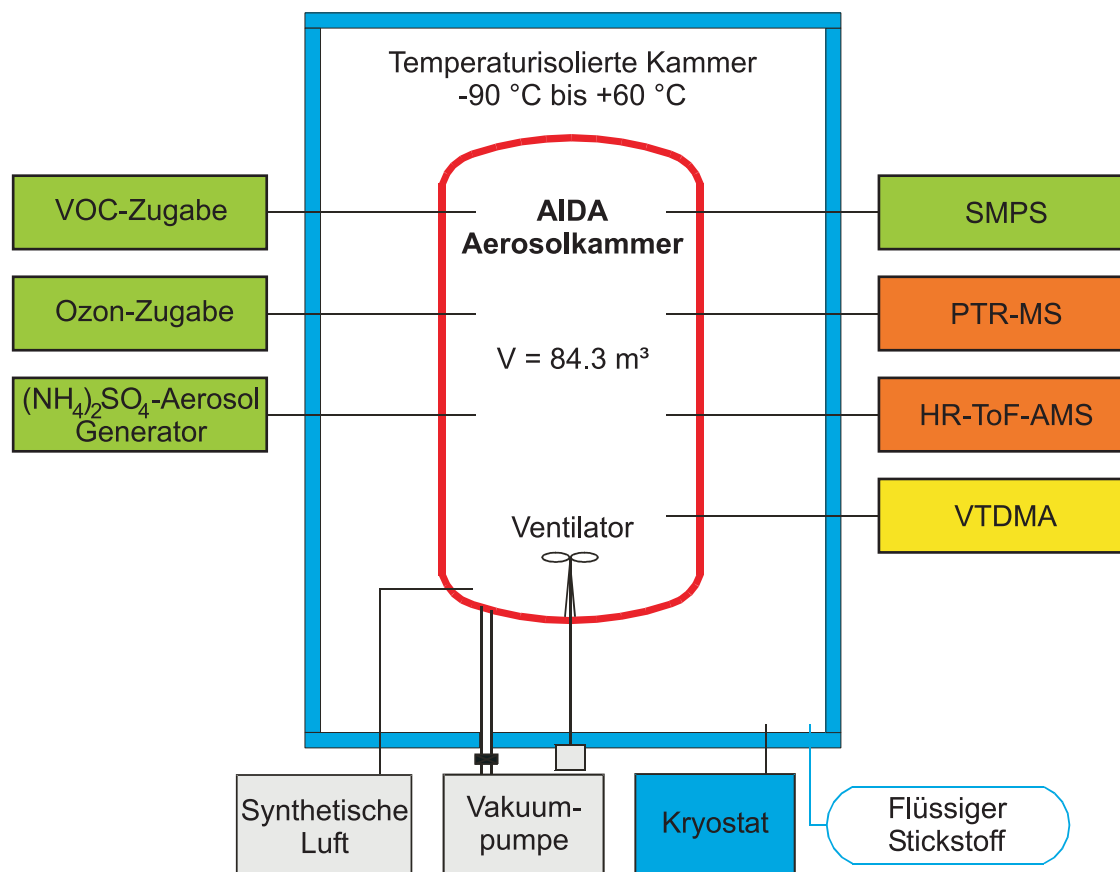 Temperaturisolierte Kammer
-90 °C bis +60 °C
VOC-Zugabe
Ozon-Zugabe
(NH₄)₂SO₄-Aerosol
Generator
AIDA
Aerosolkammer
V = 84.3 m³
Ventilator
SMPS
PTR-MS
HR-ToF-AMS
VTDMA
Synthetische
Luft
Vakuum-
pumpe
Kryostat
Flüssiger
Stickstoff